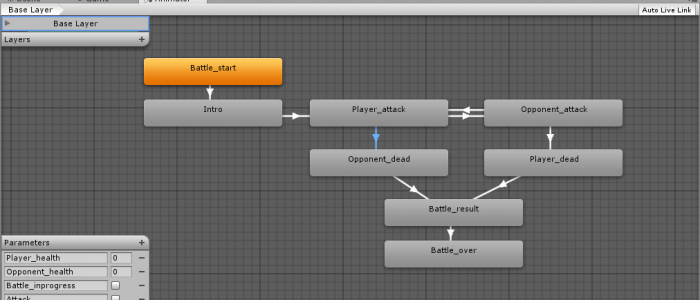 Animator
Base Layer
Auto Live Link
Base Layer
Layers +
Battle_start
Intro
Player_attack
Opponent_attack
Opponent_dead
Player_dead
Battle_result
Battle_over
Parameters +
Player_health 0 −
Opponent_health 0 −
Battle_inprogress −
Attack